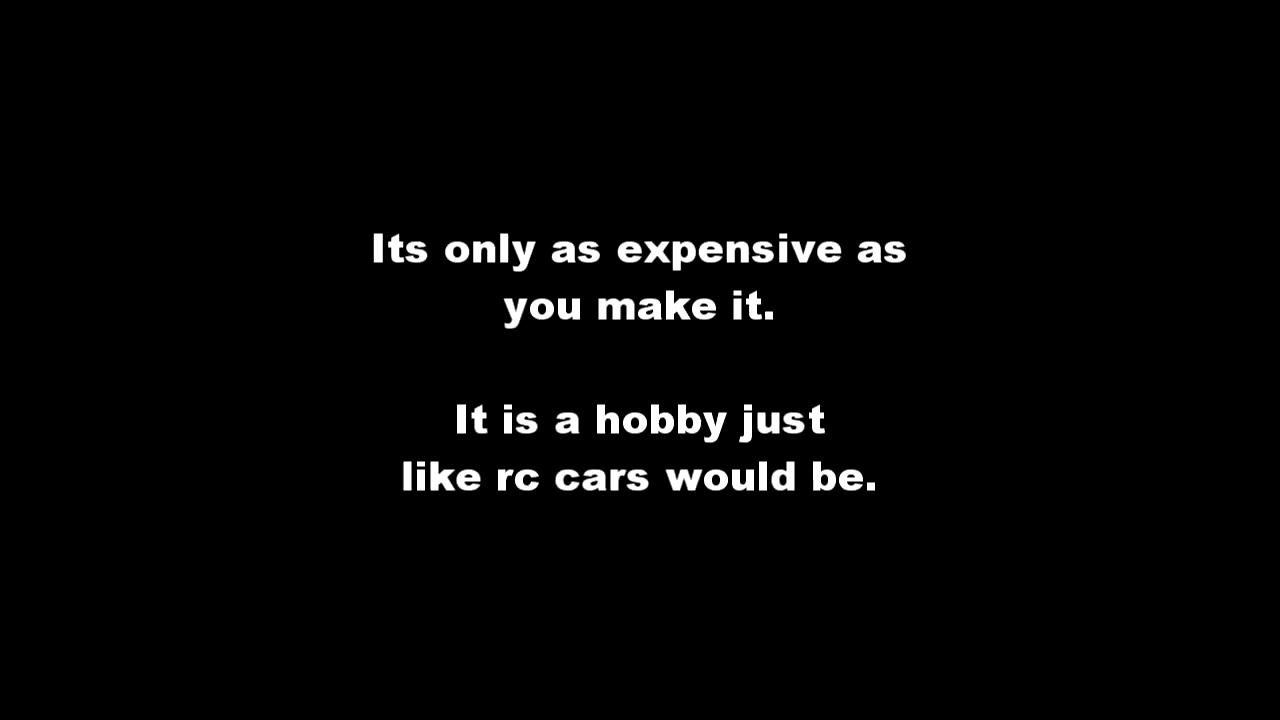 Its only as expensive as
you make it.
It is a hobby just
like rc cars would be.